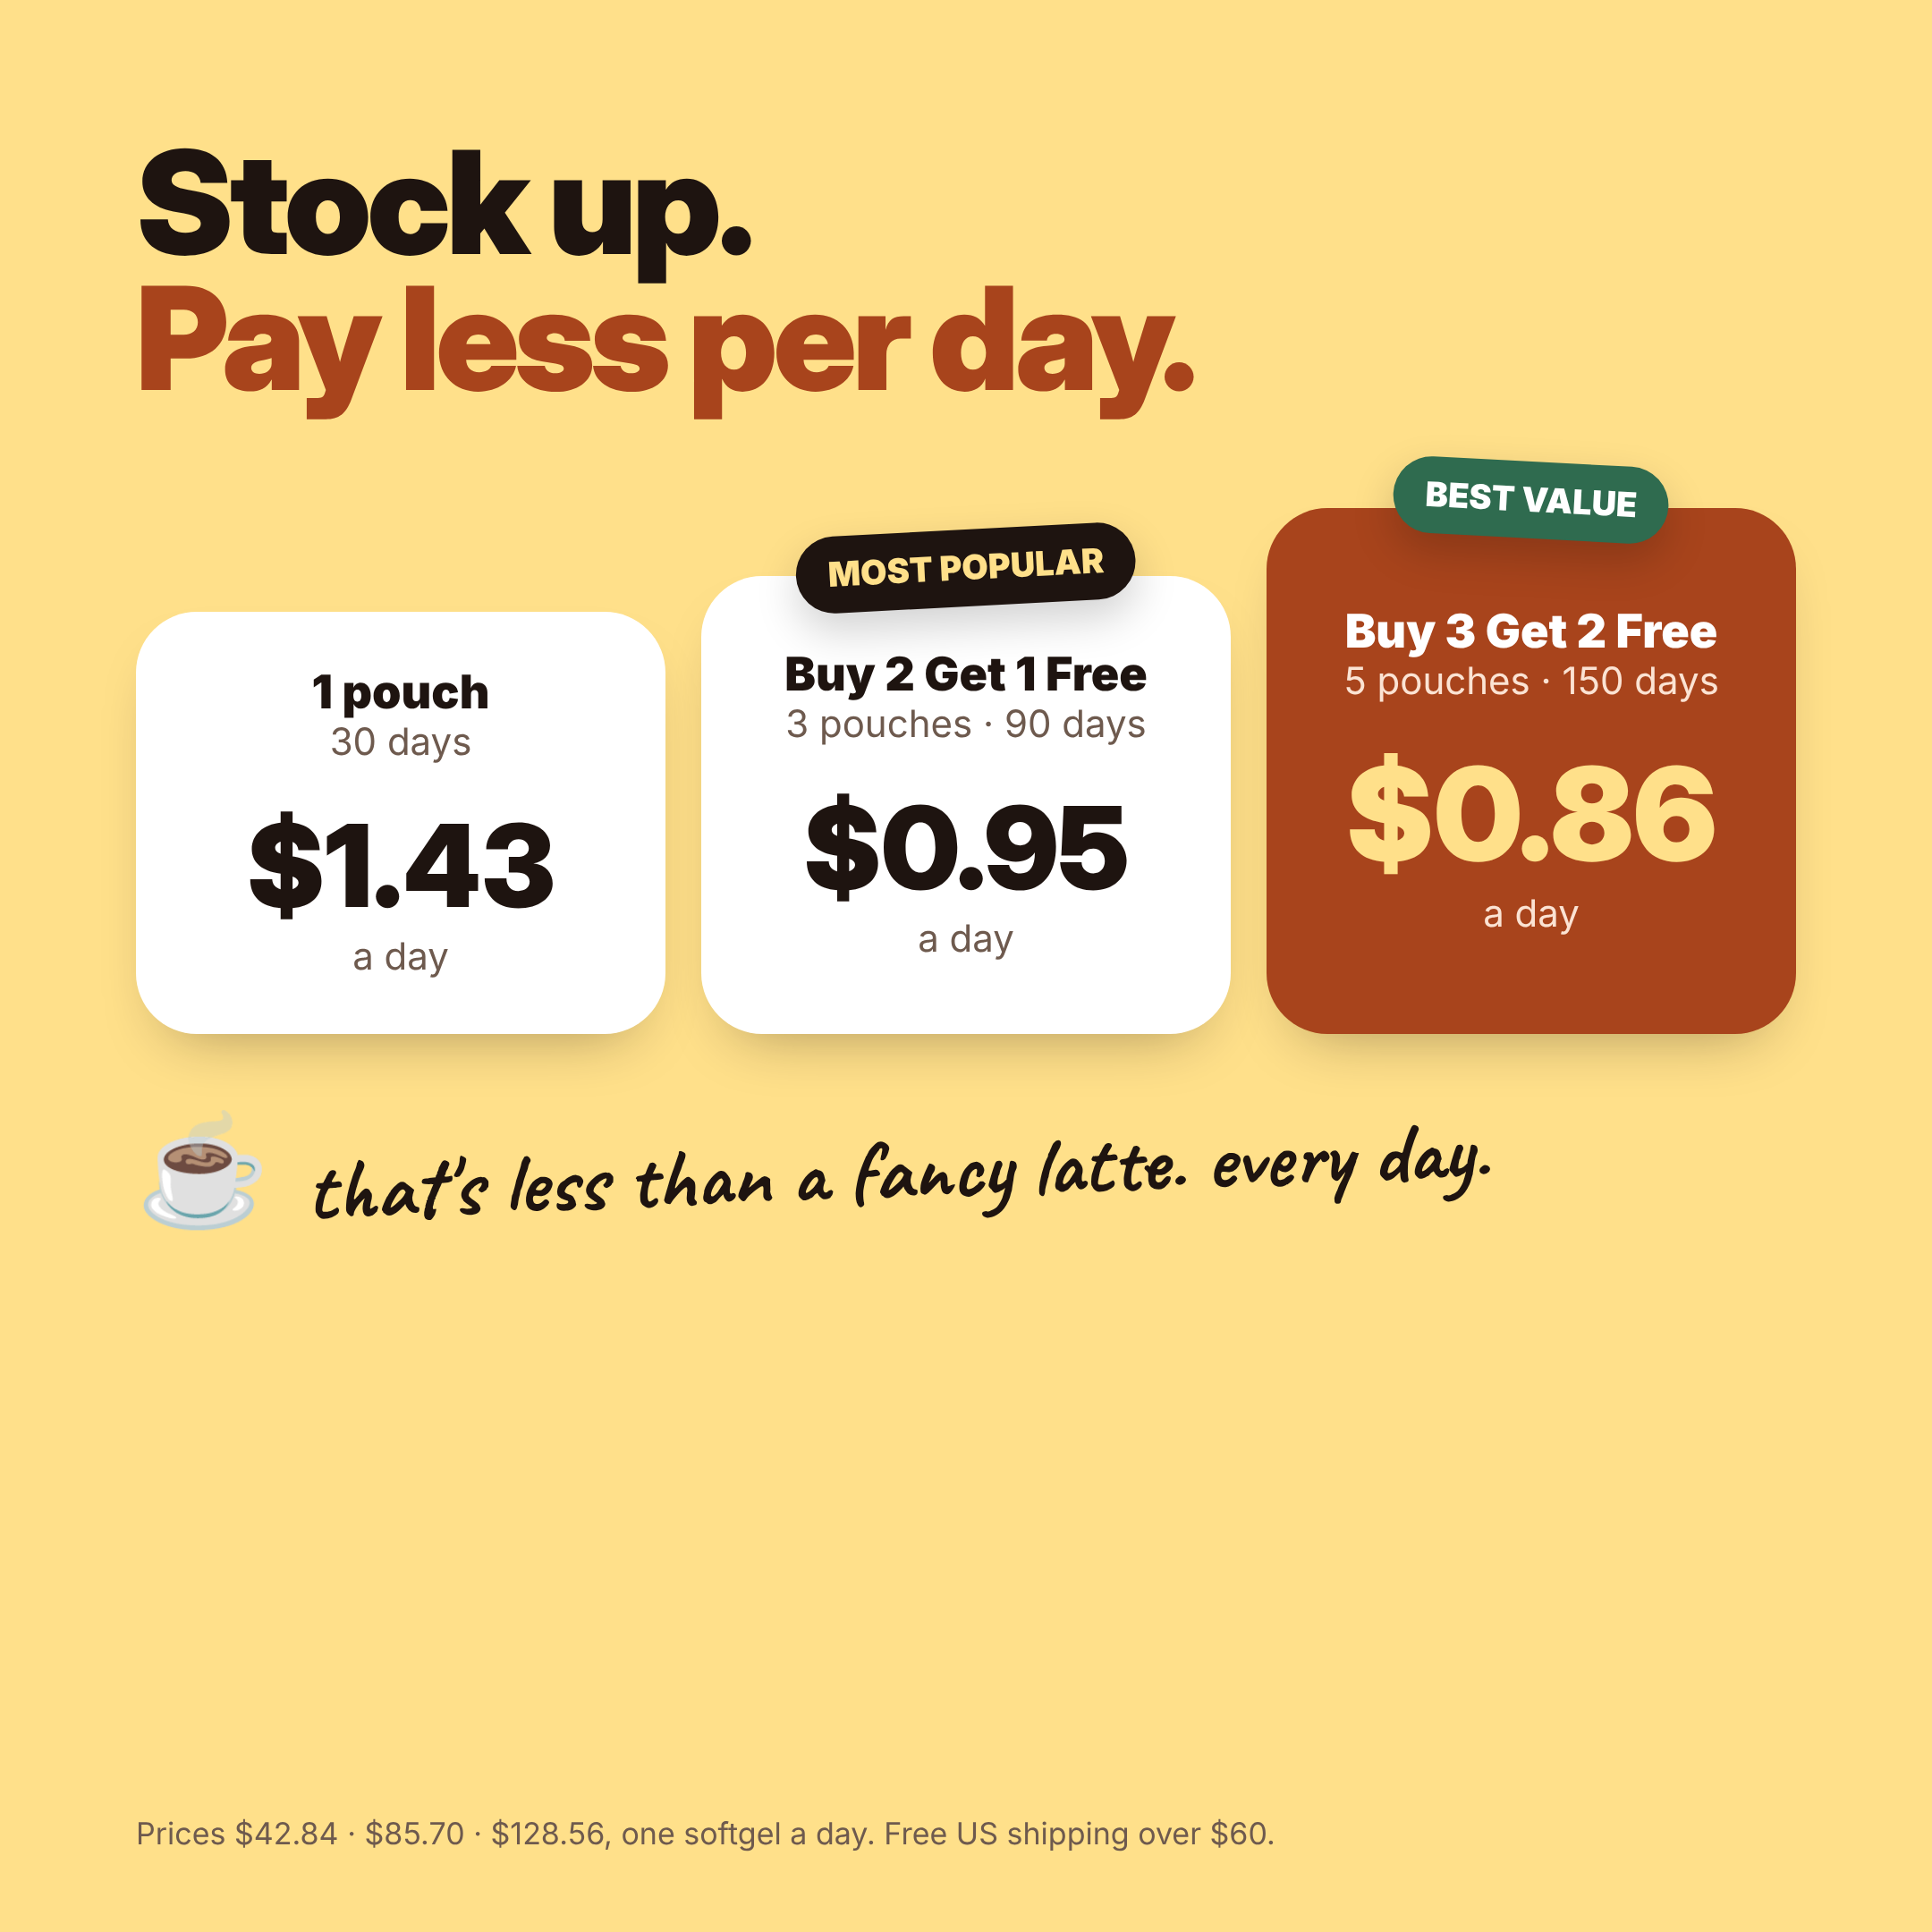 Stock up.
Pay less per day.
1 pouch
30 days
$1.43
a day
MOST POPULAR
Buy 2 Get 1 Free
3 pouches · 90 days
$0.95
a day
BEST VALUE
Buy 3 Get 2 Free
5 pouches · 150 days
$0.86
a day
that's less than a fancy latte. every day.
Prices $42.84 · $85.70 · $128.56, one softgel a day. Free US shipping over $60.